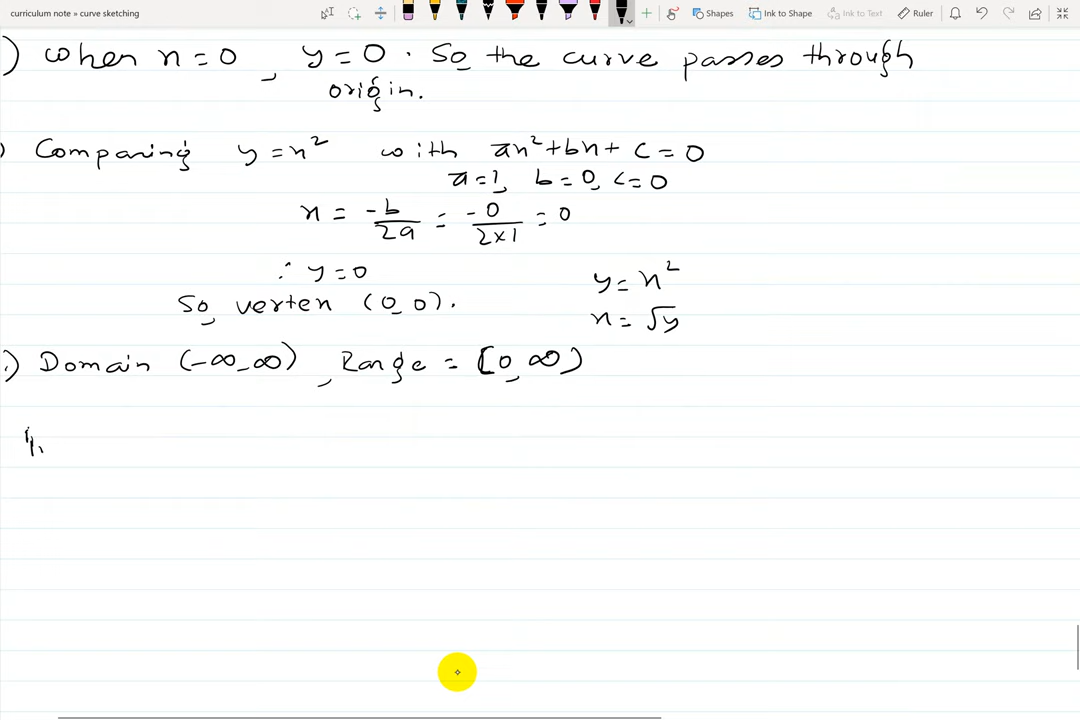 curriculum note » curve sketching
Shapes Ink to Shape Ink to Text Ruler
) When x = 0, y = 0. So the curve passes through
origin.
) Comparing y = x² with ax²+bx+c=0
a=1, b=0, c=0
x = -b/2a = -0/2×1 = 0
∴ y=0
So, vertex (0,0).
y = x²
x = √y
) Domain (-∞,∞), Range = [0,∞)